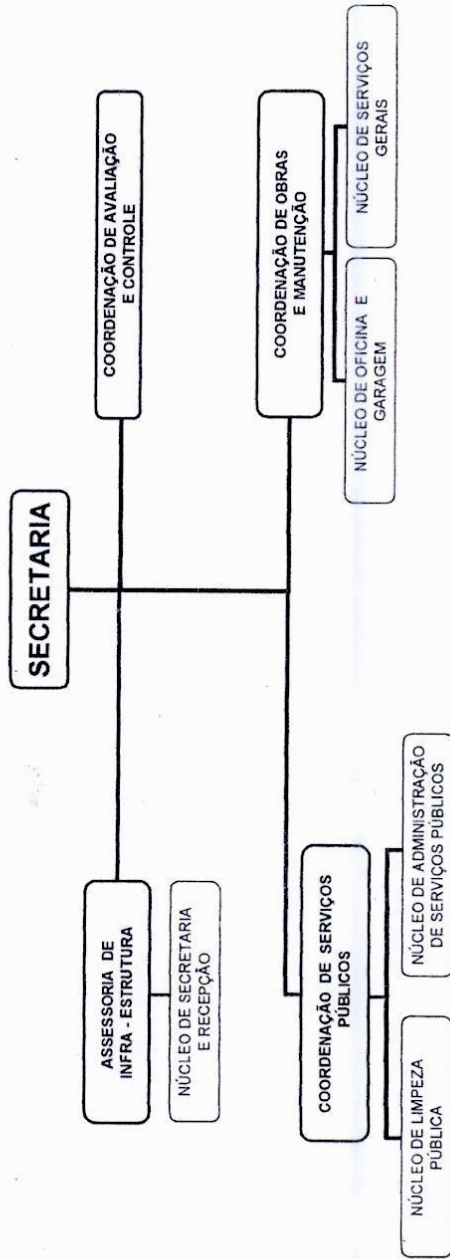 SECRETARIA
ASSESSORIA DE
INFRA - ESTRUTURA
NÚCLEO DE SECRETARIA
E RECEPÇÃO
COORDENAÇÃO DE AVALIAÇÃO
E CONTROLE
COORDENAÇÃO DE SERVIÇOS
PÚBLICOS
NÚCLEO DE LIMPEZA
PÚBLICA
NÚCLEO DE ADMINISTRAÇÃO
DE SERVIÇOS PÚBLICOS
COORDENAÇÃO DE OBRAS
E MANUTENÇÃO
NÚCLEO DE OFICINA E
GARAGEM
NÚCLEO DE SERVIÇOS
GERAIS